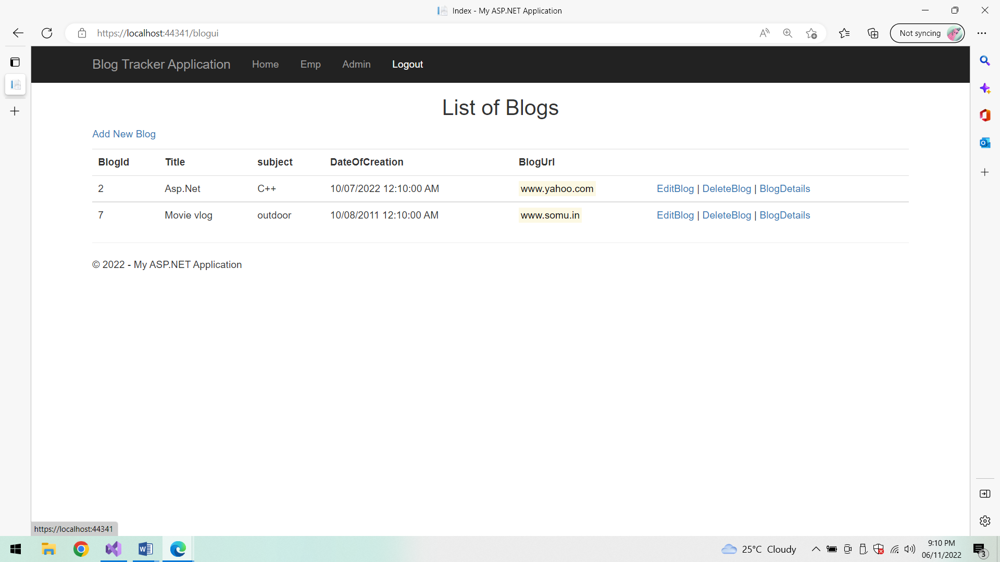 Index - My ASP.NET Application
https://localhost:44341/blogui
Not syncing
Blog Tracker Application Home Emp Admin Logout
List of Blogs
Add New Blog
BlogId Title subject DateOfCreation BlogUrl
2 Asp.Net C++ 10/07/2022 12:10:00 AM www.yahoo.com EditBlog | DeleteBlog | BlogDetails
7 Movie vlog outdoor 10/08/2011 12:10:00 AM www.somu.in EditBlog | DeleteBlog | BlogDetails
© 2022 - My ASP.NET Application
https://localhost:44341
25°C Cloudy
9:10 PM
06/11/2022
3